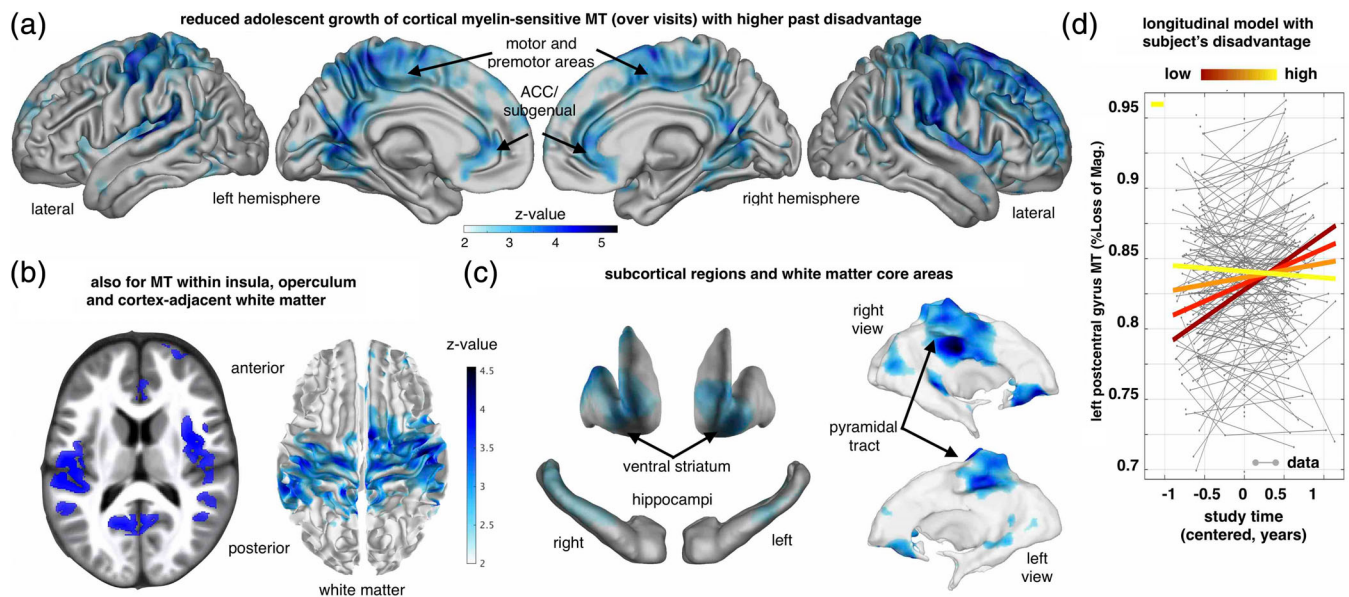 (a)
reduced adolescent growth of cortical myelin-sensitive MT (over visits) with higher past disadvantage
motor and
premotor areas
ACC/
subgenual
lateral
left hemisphere
right hemisphere
lateral
z-value
2 3 4 5
(b)
also for MT within insula, operculum
and cortex-adjacent white matter
anterior
posterior
white matter
z-value
4.5
4
3.5
3
2.5
2
(c)
subcortical regions and white matter core areas
ventral striatum
hippocampi
right
left
right
view
pyramidal
tract
left
view
(d)
longitudinal model with
subject's disadvantage
low
high
left postcentral gyrus MT (%Loss of Mag.)
0.95
0.9
0.85
0.8
0.75
0.7
data
-1 -0.5 0 0.5 1
study time
(centered, years)